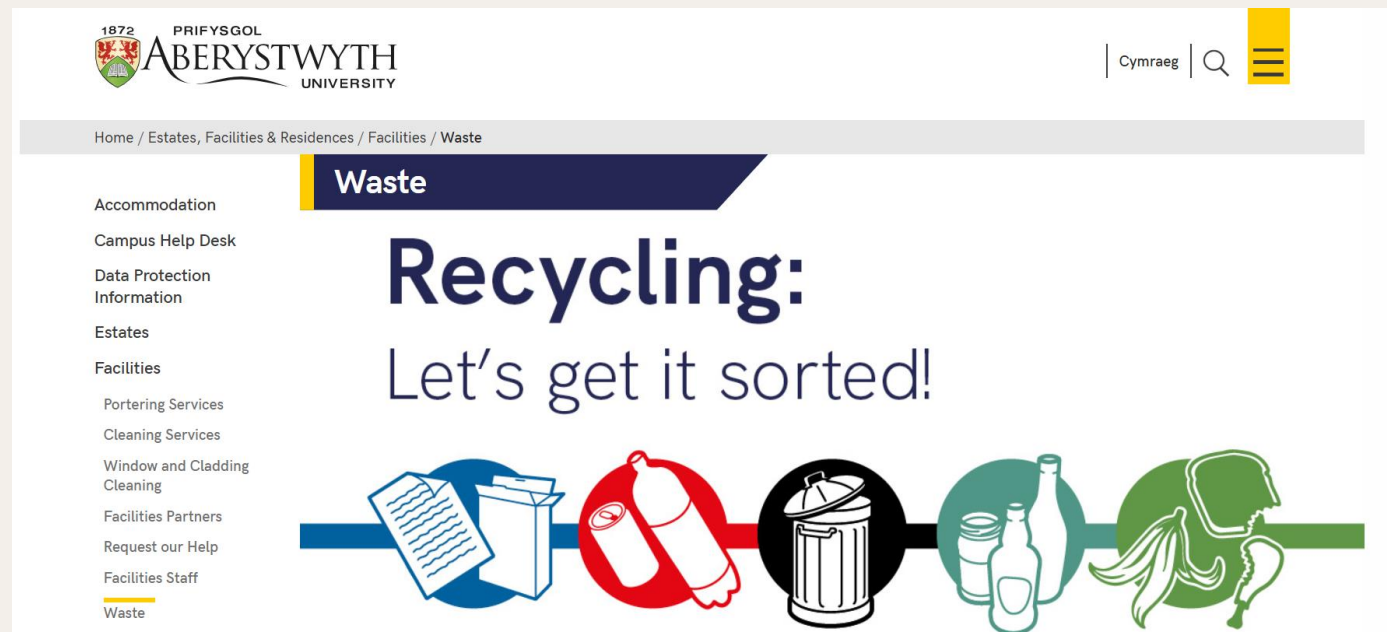 1872
PRIFYSGOL
ABERYSTWYTH
UNIVERSITY
Cymraeg
Home / Estates, Facilities & Residences / Facilities / Waste
Accommodation
Campus Help Desk
Data Protection
Information
Estates
Facilities
Portering Services
Cleaning Services
Window and Cladding
Cleaning
Facilities Partners
Request our Help
Facilities Staff
Waste
Waste
Recycling:
Let's get it sorted!